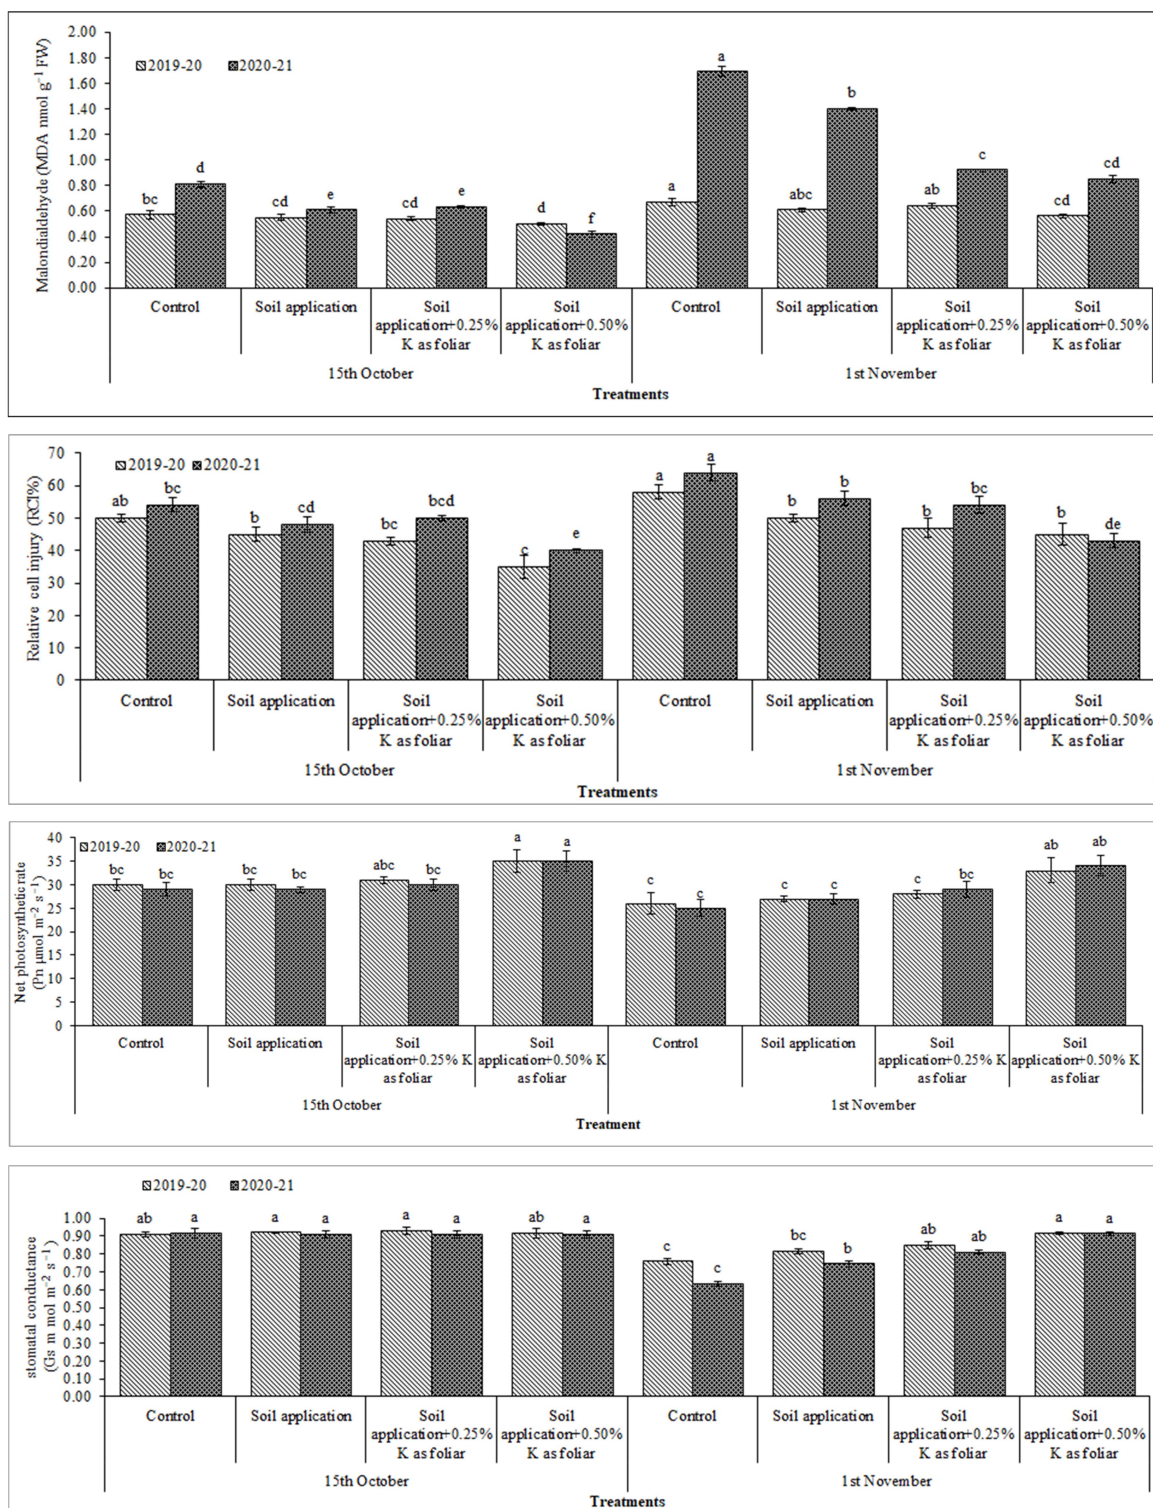 Malondialdehyde (MDA nmol g⁻¹ FW)
2.00
1.80
1.60
1.40
1.20
1.00
0.80
0.60
0.40
0.20
0.00
2019-20 2020-21
bc d cd e cd e d f a a abc b ab c cd cd
Control Soil application Soil Soil Control Soil application Soil Soil
application+0.25% application+0.50% application+0.25% application+0.50%
K as foliar K as foliar K as foliar K as foliar
15th October 1st November
Treatments
Relative cell injury (RCI%)
70
60
50
40
30
20
10
0
2019-20 2020-21
ab bc b cd bc bcd c e a a b b b bc b de
Control Soil application Soil Soil Control Soil application Soil Soil
application+0.25% application+0.50% application+0.25% application+0.50%
K as foliar K as foliar K as foliar K as foliar
15th October 1st November
Treatments
Net photosynthetic rate
(Pn µmol m⁻² s⁻¹)
40
35
30
25
20
15
10
5
0
2019-20 2020-21
bc bc bc bc abc bc a a c c c c c bc ab ab
Control Soil application Soil Soil Control Soil application Soil Soil
application+0.25% K application+0.50% K application+0.25% K application+0.50% K
as foliar as foliar as foliar as foliar
15th October 1st November
Treatment
stomatal conductance
(Gs m mol m⁻² s⁻¹)
1.00
0.90
0.80
0.70
0.60
0.50
0.40
0.30
0.20
0.10
0.00
2019-20 2020-21
ab a a a a a ab a c c bc b ab ab a a
Control Soil application Soil Soil Control Soil application Soil Soil
application+0.25% application+0.50% application+0.25% application+0.50%
K as foliar K as foliar K as foliar K as foliar
15th October 1st November
Treatments